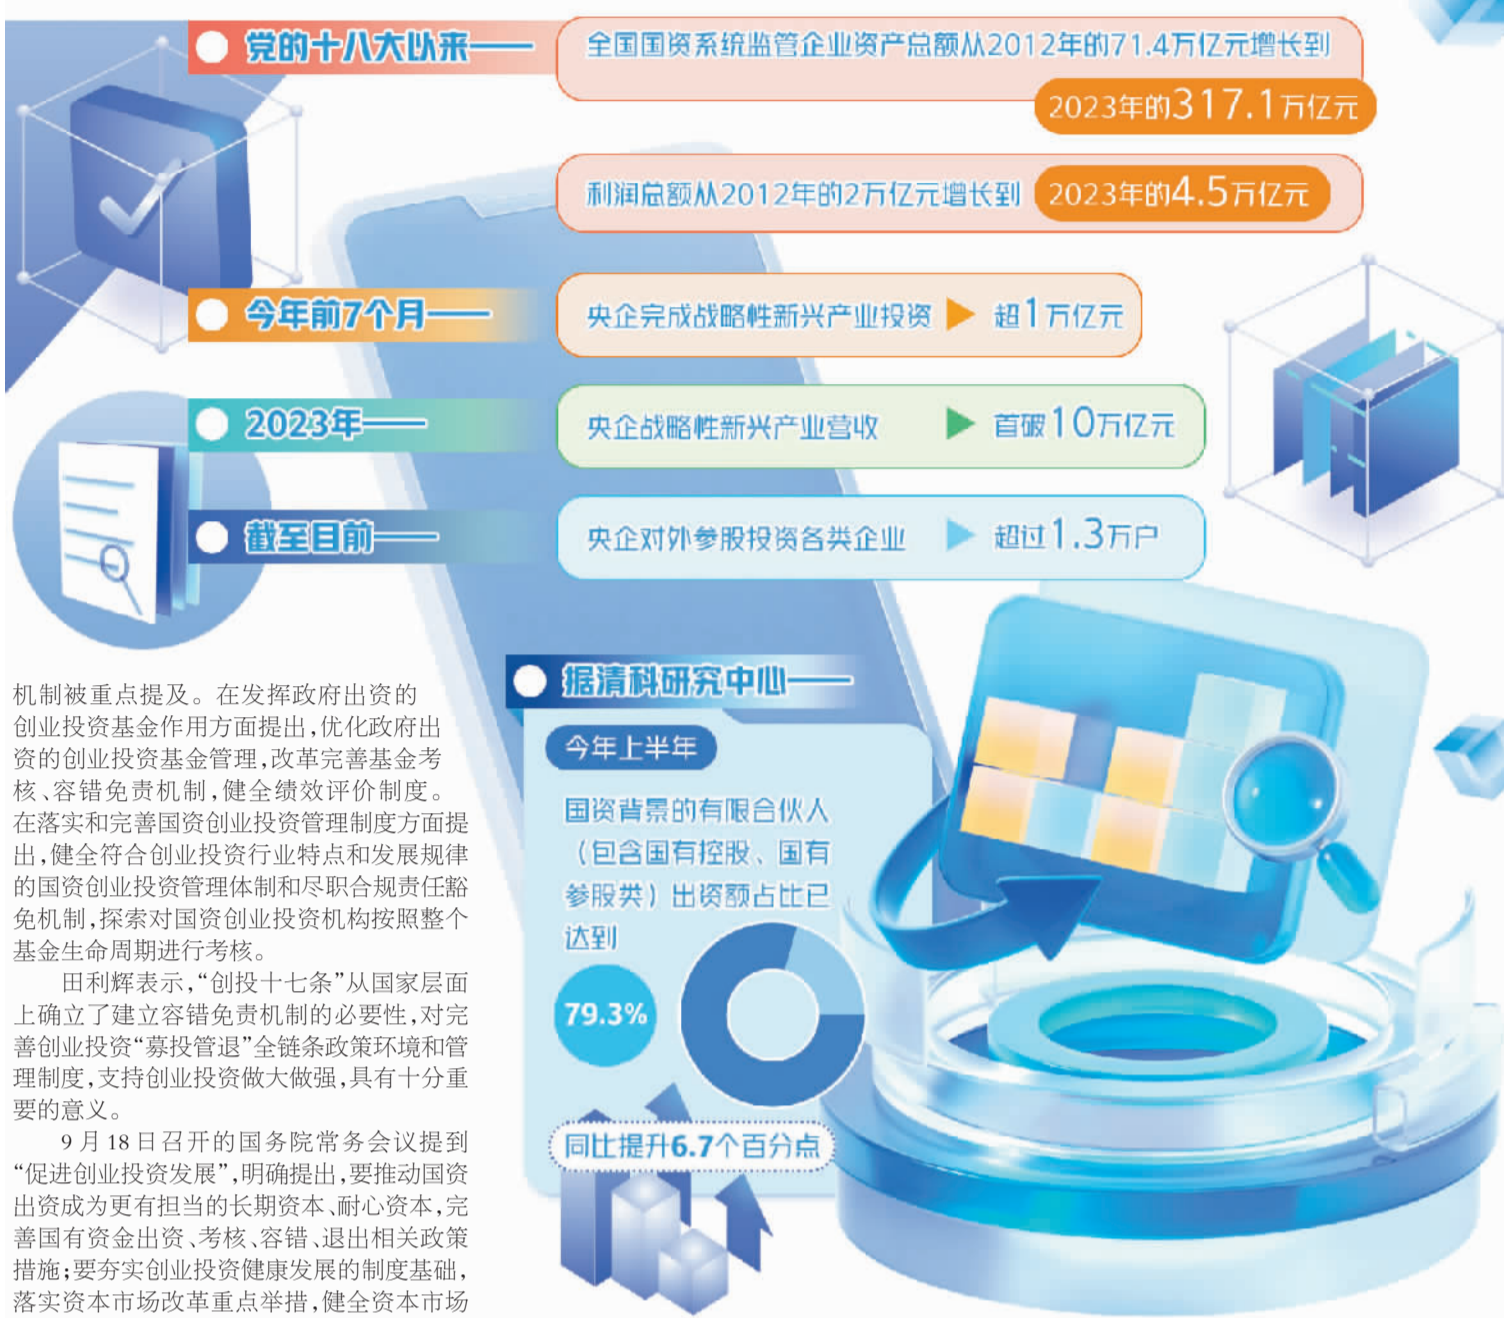 党的十八大以来——
全国国资系统监管企业资产总额从2012年的71.4万亿元增长到
2023年的317.1万亿元
利润总额从2012年的2万亿元增长到 2023年的4.5万亿元
今年前7个月——
央企完成战略性新兴产业投资 超1万亿元
2023年——
央企战略性新兴产业营收 首破10万亿元
截至目前——
央企对外参股投资各类企业 超过1.3万户
据清科研究中心——
今年上半年
国资背景的有限合伙人
(包含国有控股、国有
参股类)出资额占比已
达到
79.3%
同比提升6.7个百分点
机制被重点提及。在发挥政府出资的
创业投资基金作用方面提出,优化政府出
资的创业投资基金管理,改革完善基金考
核、容错免责机制,健全绩效评价制度。
在落实和完善国资创业投资管理制度方面提
出,健全符合创业投资行业特点和发展规律
的国资创业投资管理体制和尽职合规责任豁
免机制,探索对国资创业投资机构按照整个
基金生命周期进行考核。
田利辉表示,“创投十七条”从国家层面
上确立了建立容错免责机制的必要性,对完
善创业投资“募投管退”全链条政策环境和管
理制度,支持创业投资做大做强,具有十分重
要的意义。
9月18日召开的国务院常务会议提到
“促进创业投资发展”,明确提出,要推动国资
出资成为更有担当的长期资本、耐心资本,完
善国有资金出资、考核、容错、退出相关政策
措施;要夯实创业投资健康发展的制度基础,
落实资本市场改革重点举措,健全资本市场